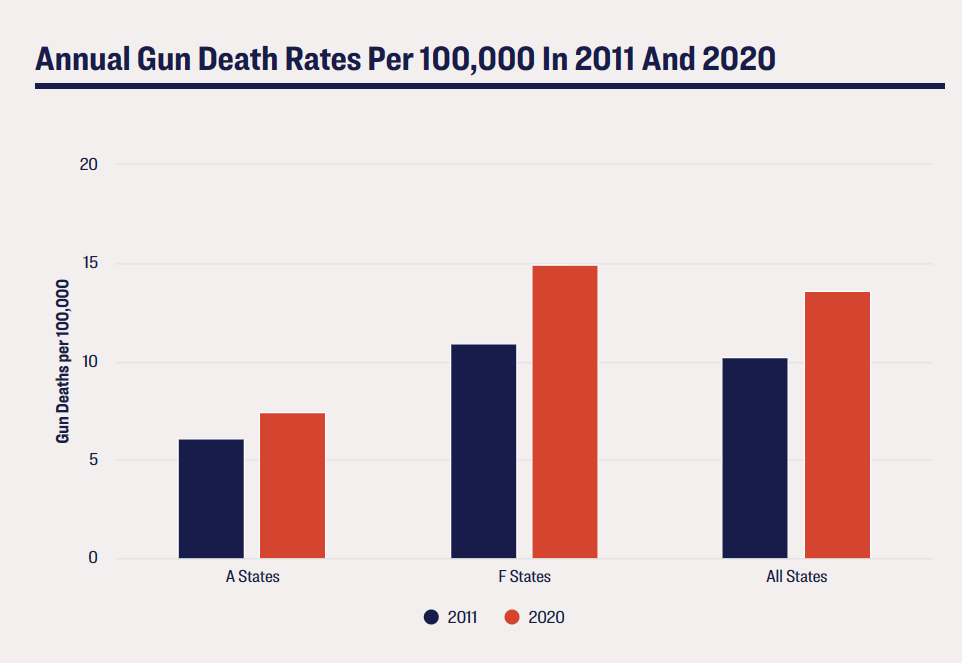 Annual Gun Death Rates Per 100,000 In 2011 And 2020
20
15
10
5
0
Gun Deaths per 100,000
A States
F States
All States
2011
2020